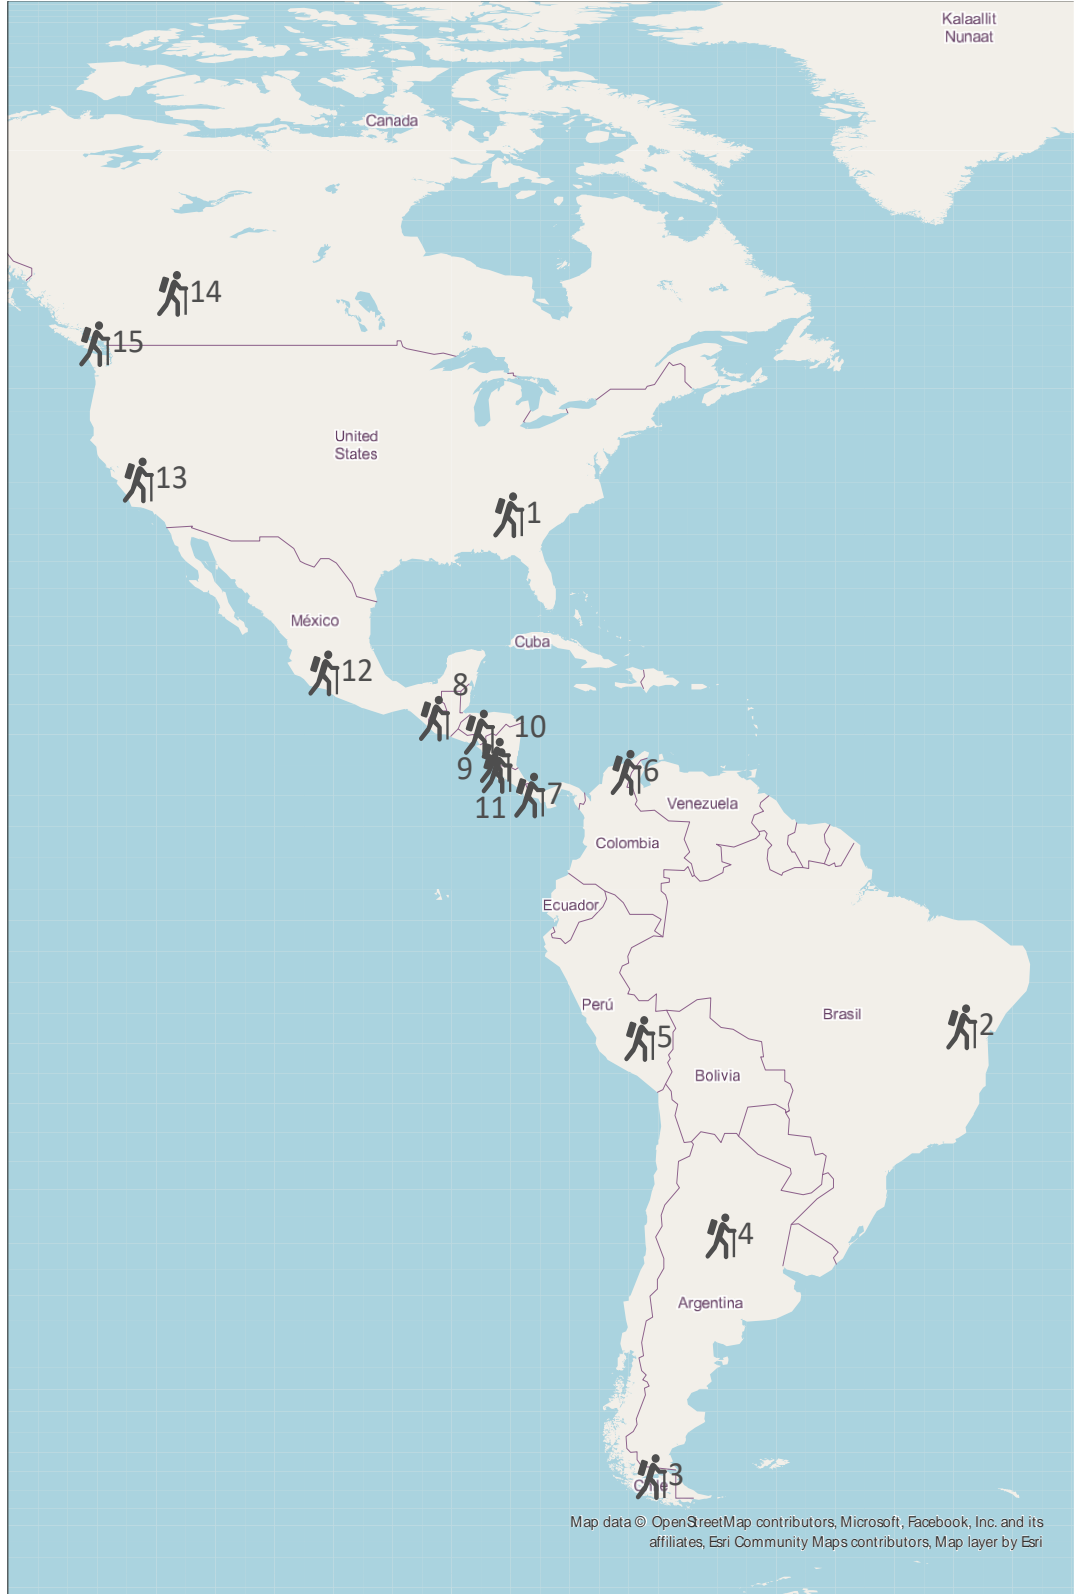 Kalaallit
Nunaat
Canada
14
15
United
States
13
1
México
Cuba
12
8
10
9
6
7
11
Venezuela
Colombia
Ecuador
Perú
Brasil
2
5
Bolivia
4
Argentina
3
Chile
Map data © OpenStreetMap contributors, Microsoft, Facebook, Inc. and its
affiliates, Esri Community Maps contributors, Map layer by Esri